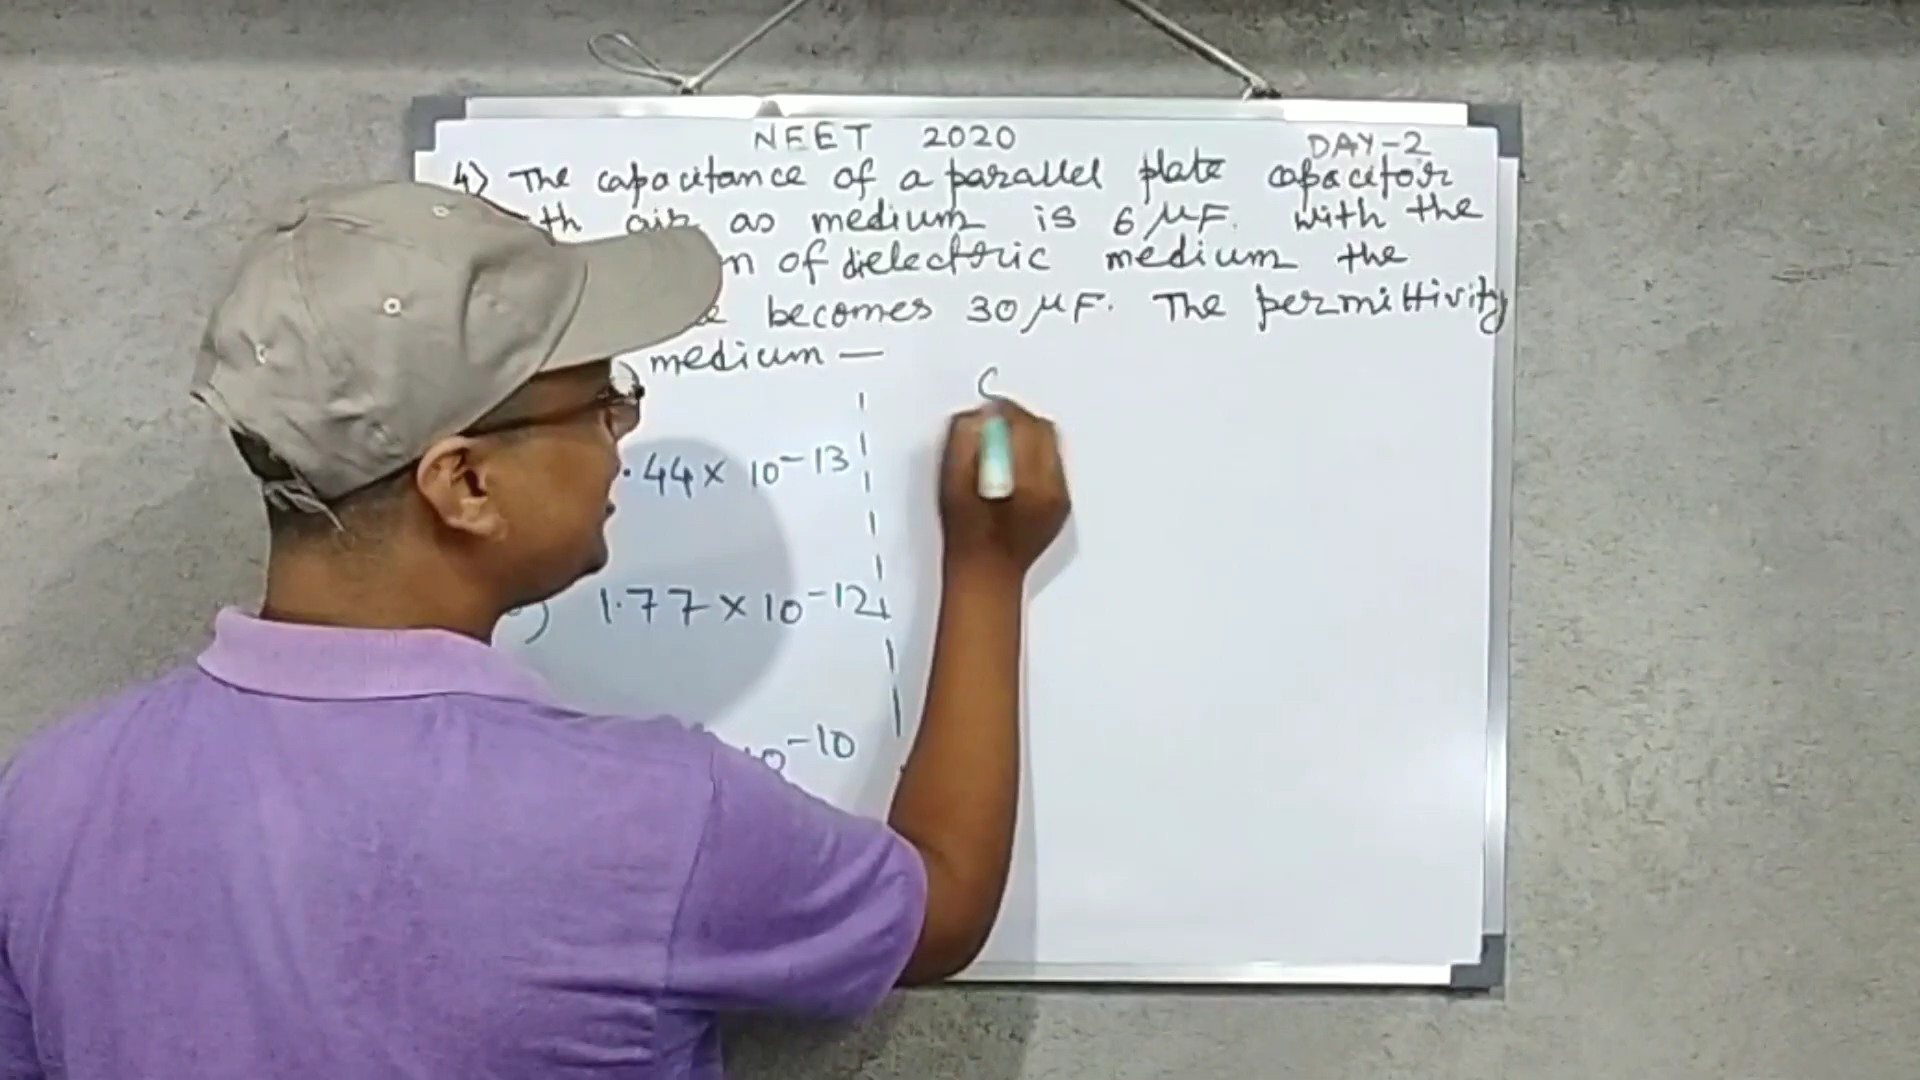 NEET 2020 DAY-2
4) The capacitance of a parallel plate capacitor
th air as medium is 6 μF. With the
n of dielectric medium the
e becomes 30 μF. The permittivity
medium —
C
.44 × 10-13
) 1.77 × 10-12
10-10